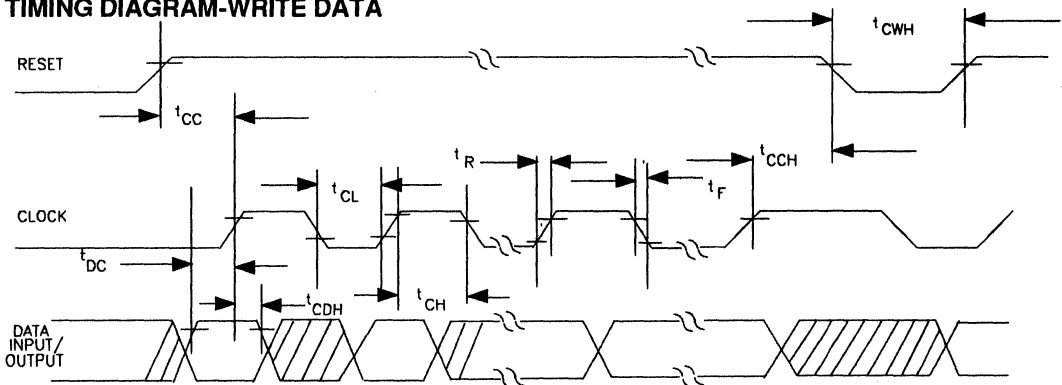 TIMING DIAGRAM-WRITE DATA
tCWH
RESET
tCC
tR
tCCH
tCL
tF
CLOCK
tDC
tCDH
tCH
DATA
INPUT/
OUTPUT